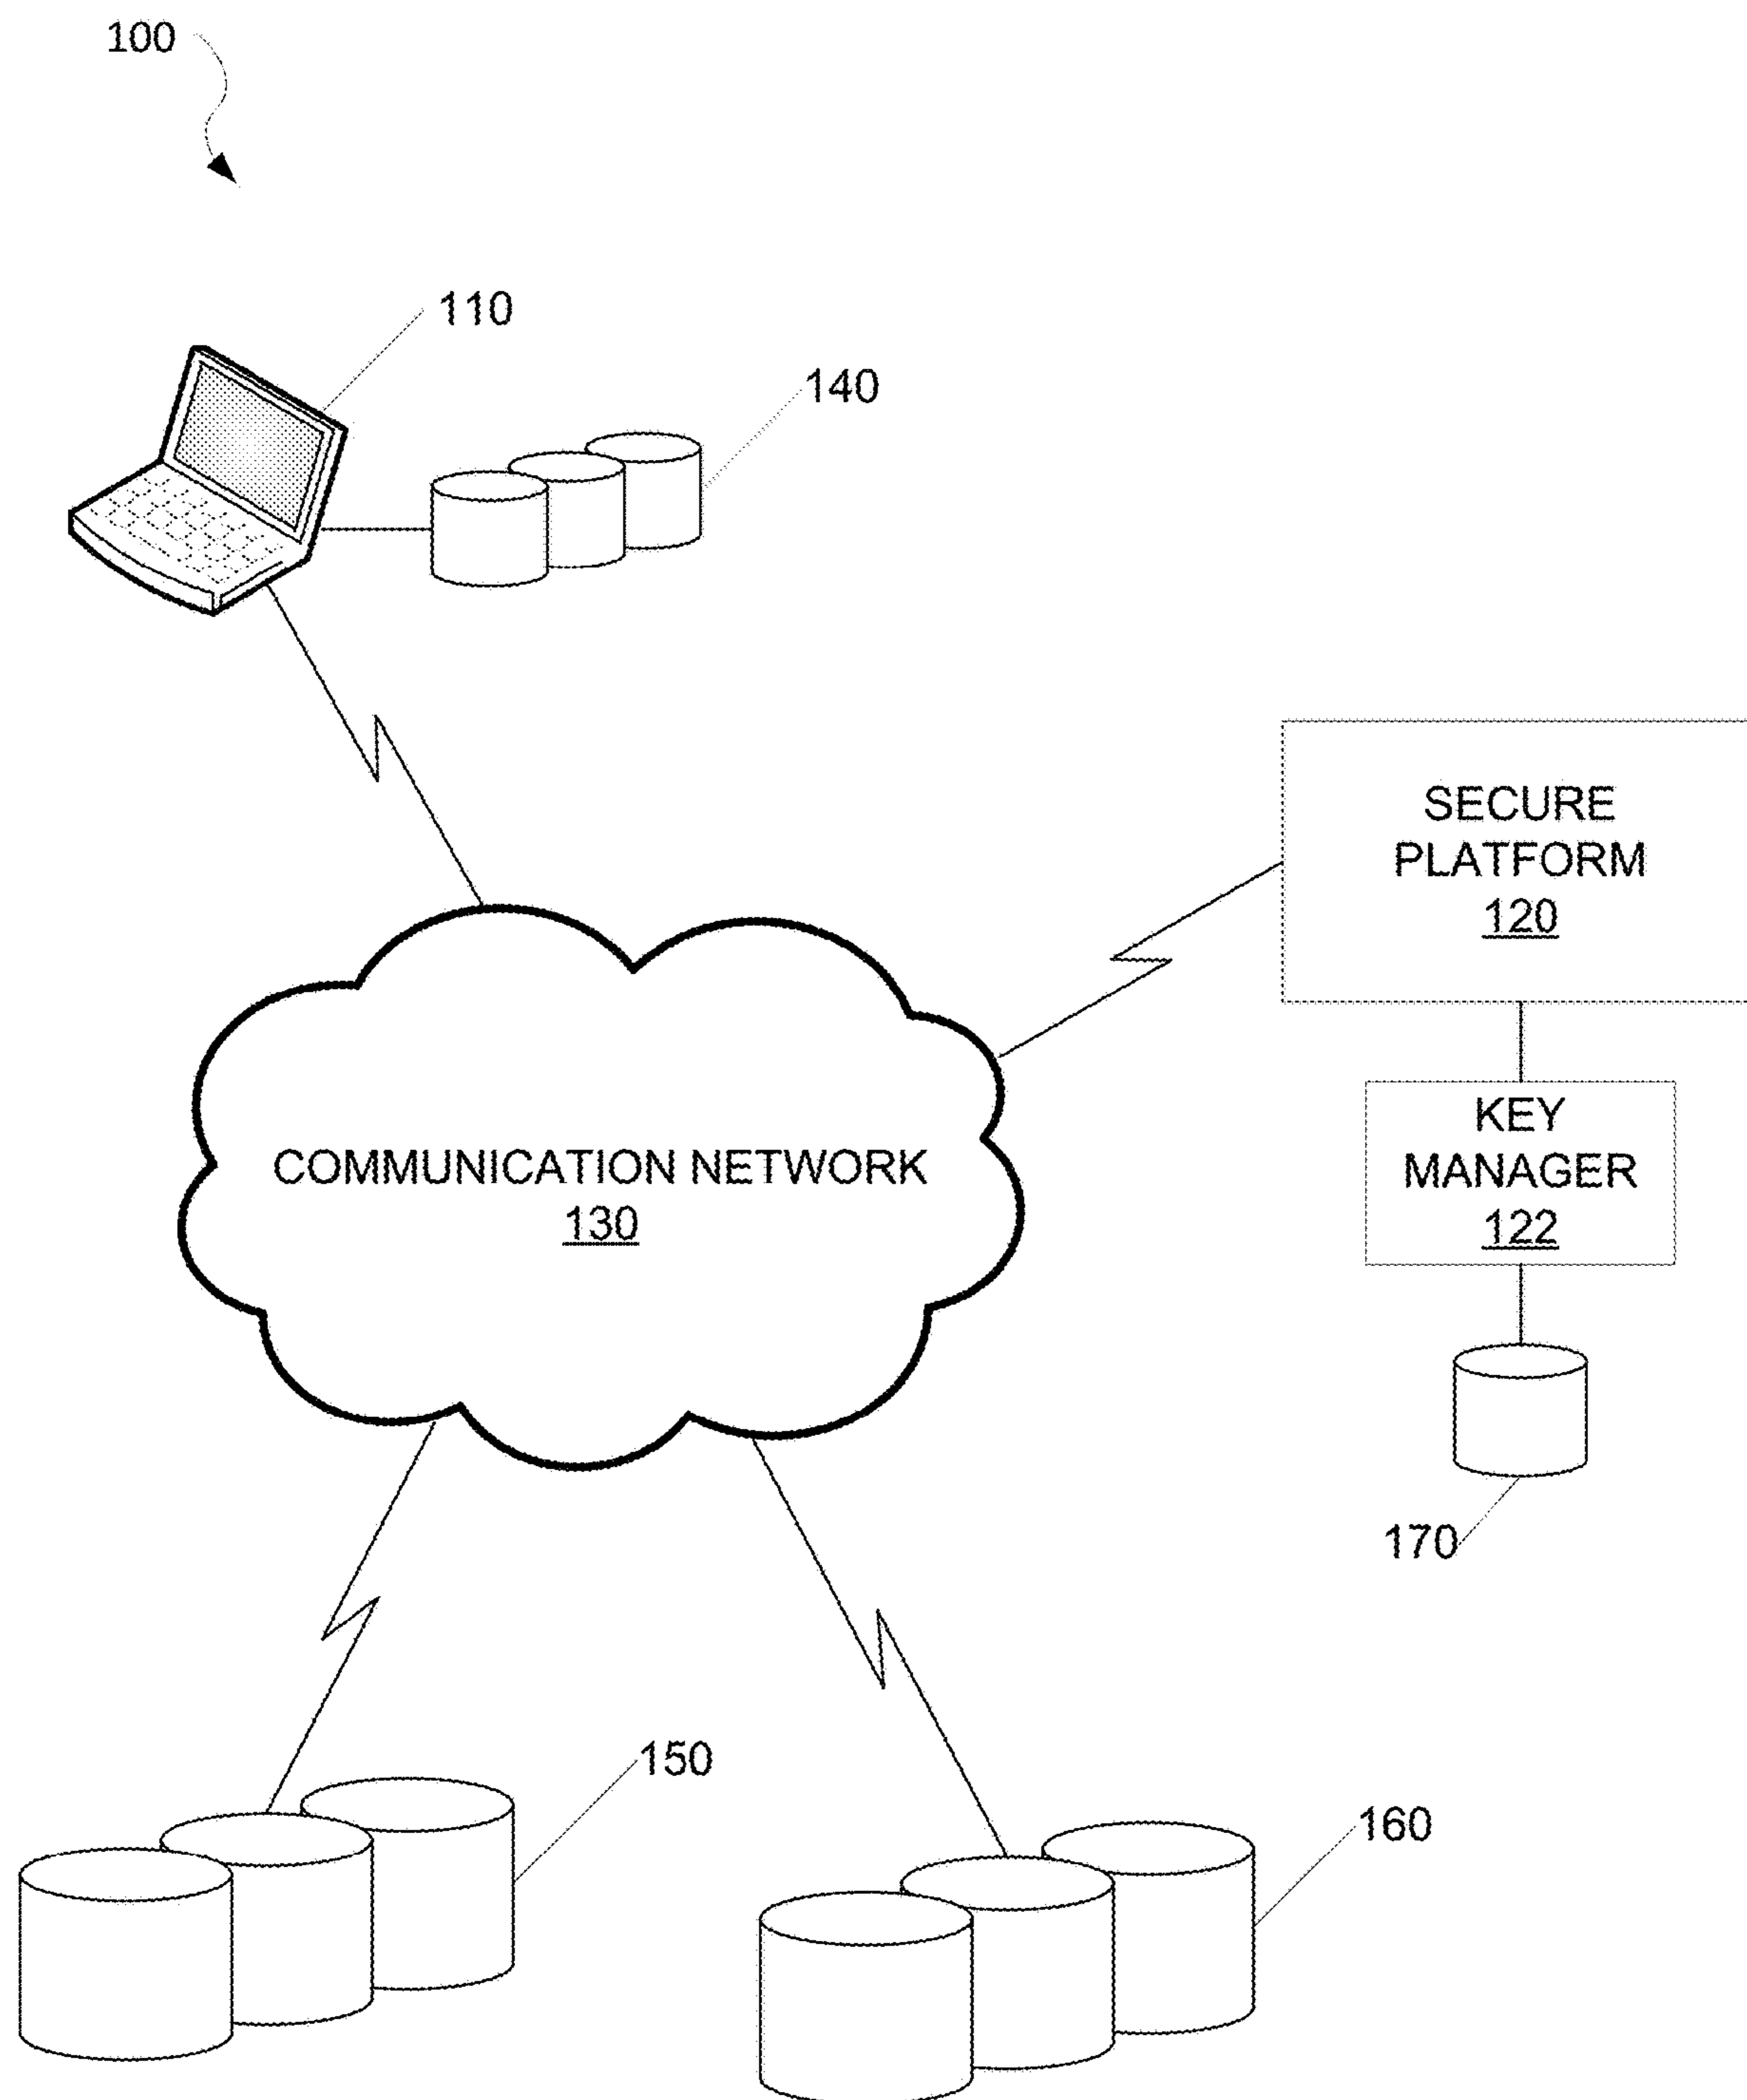 100
110
140
SECURE
PLATFORM
120
KEY
MANAGER
122
COMMUNICATION NETWORK
130
170
150
160